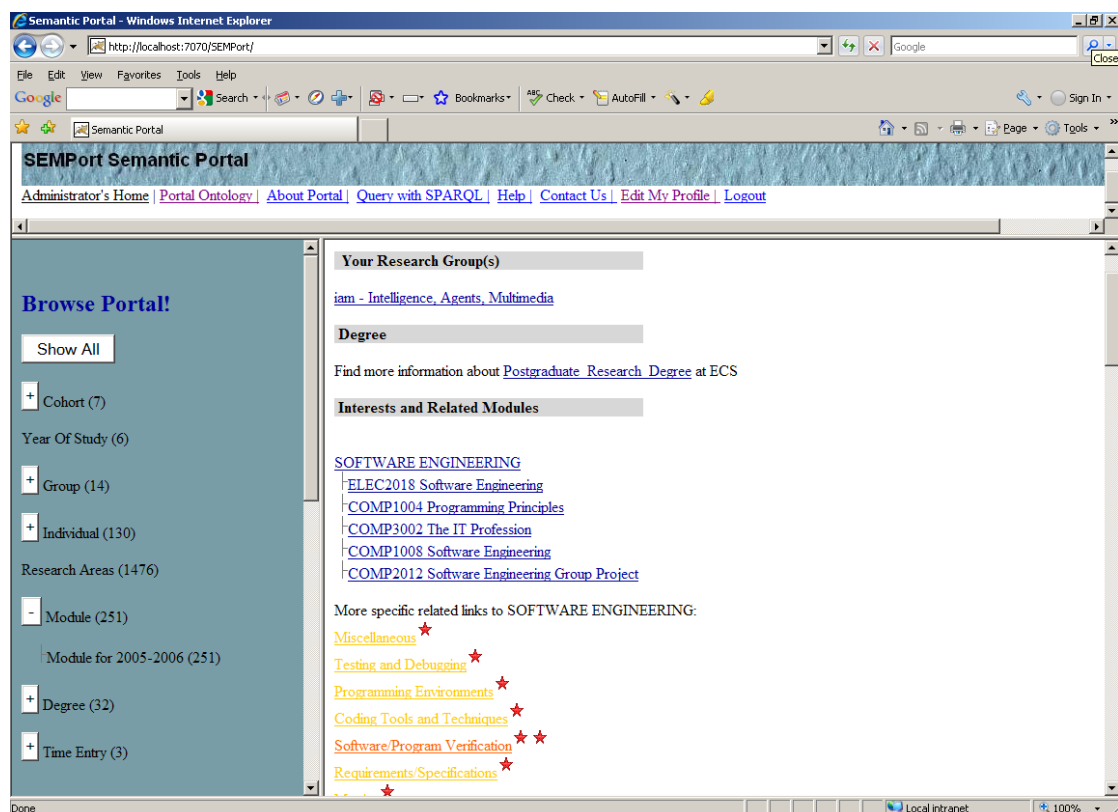 Semantic Portal - Windows Internet Explorer
http://localhost:7070/SEMPort/
Google
Close
File Edit View Favorites Tools Help
Google Search Bookmarks ABC Check AutoFill Sign In
Semantic Portal
Page Tools »
SEMPort Semantic Portal
Administrator's Home | Portal Ontology | About Portal | Query with SPARQL | Help | Contact Us | Edit My Profile | Logout
Browse Portal!
Show All
+ Cohort (7)
Year Of Study (6)
+ Group (14)
+ Individual (130)
Research Areas (1476)
- Module (251)
Module for 2005-2006 (251)
+ Degree (32)
+ Time Entry (3)
Your Research Group(s)
iam - Intelligence, Agents, Multimedia
Degree
Find more information about Postgraduate_Research_Degree at ECS
Interests and Related Modules
SOFTWARE ENGINEERING
ELEC2018 Software Engineering
COMP1004 Programming Principles
COMP3002 The IT Profession
COMP1008 Software Engineering
COMP2012 Software Engineering Group Project
More specific related links to SOFTWARE ENGINEERING:
Miscellaneous
Testing and Debugging
Programming Environments
Coding Tools and Techniques
Software/Program Verification
Requirements/Specifications
Done
Local intranet
100%